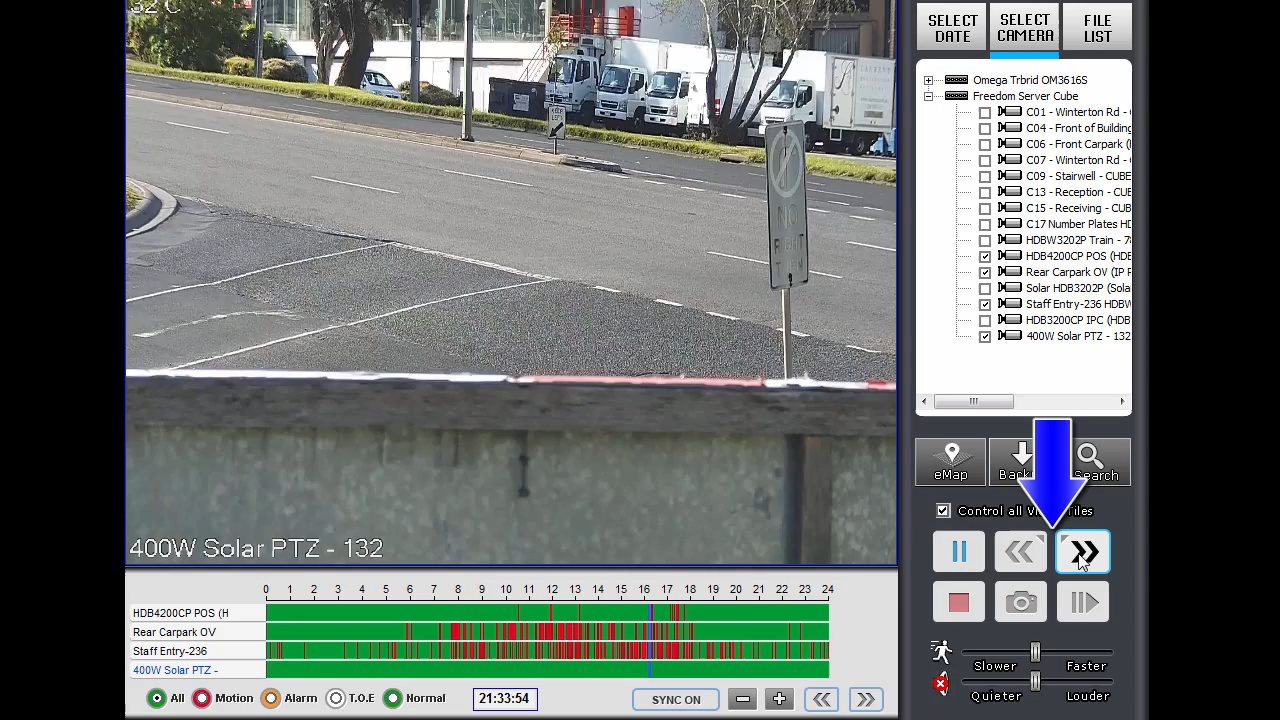 32 C
SELECT DATE
SELECT CAMERA
FILE LIST
Omega Trbrid OM3616S
Freedom Server Cube
C01 - Winterton Rd -
C04 - Front of Building
C06 - Front Carpark (
C07 - Winterton Rd -
C09 - Stairwell - CUBE
C13 - Reception - CUE
C15 - Receiving - CUB
C17 Number Plates HD
HDBW3202P Train - 7
HDB4200CP POS (HDE
Rear Carpark OV (IP F
Solar HDB3202P (Sola
Staff Entry-236 HDBW
HDB3200CP IPC (HDB
400W Solar PTZ - 132
KEEP
LEFT
NO
eMap
Back
Search
Control all Vi les
400W Solar PTZ - 132
0 1 2 3 4 5 6 7 8 9 10 11 12 13 14 15 16 17 18 19 20 21 22 23 24
HDB4200CP POS (H
Rear Carpark OV
Staff Entry-236
400W Solar PTZ -
Slower Faster
Quieter Louder
All Motion Alarm T.O.E Normal 21:33:54 SYNC ON